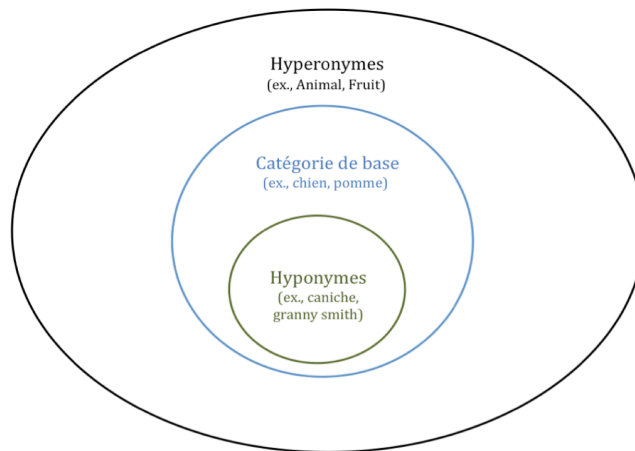 Hyperonymes
(ex., Animal, Fruit)
Catégorie de base
(ex., chien, pomme)
Hyponymes
(ex., caniche,
granny smith)